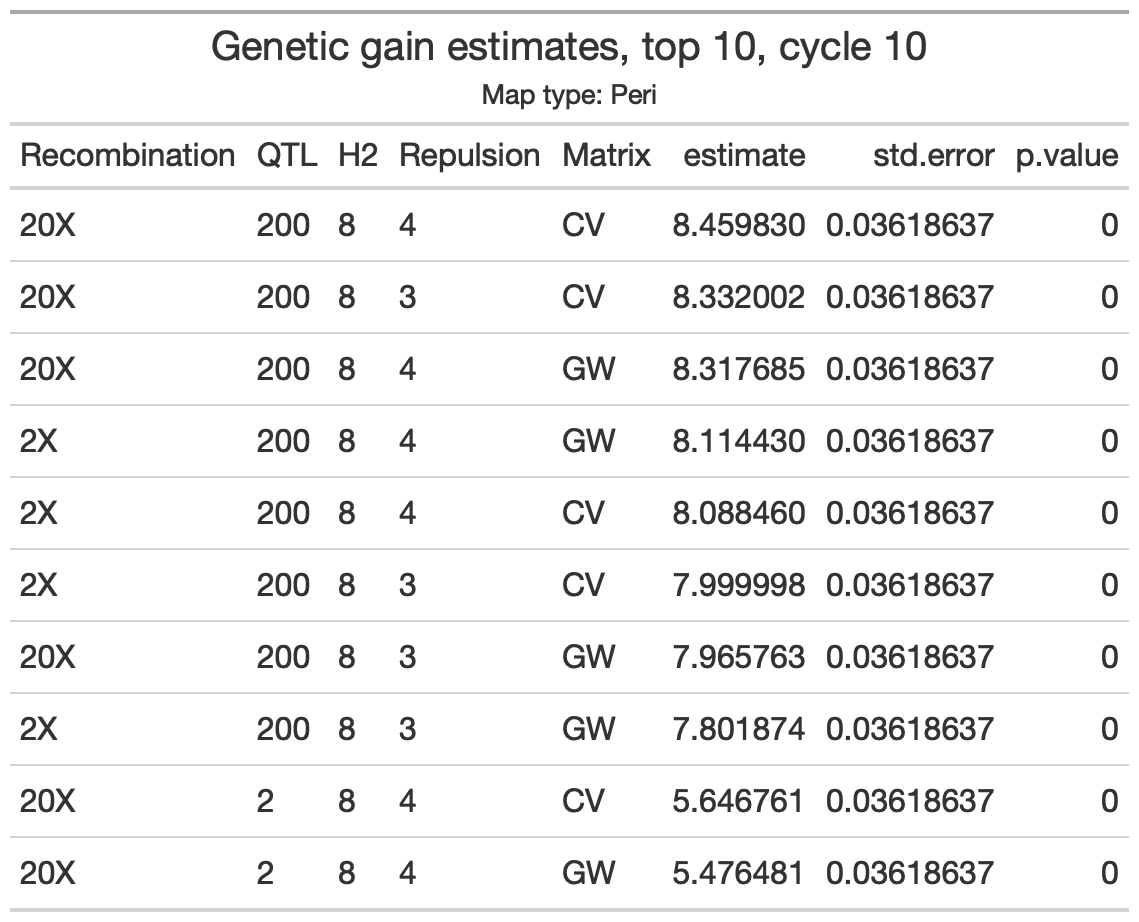 Genetic gain estimates, top 10, cycle 10
Map type: Peri
Recombination QTL H2 Repulsion Matrix estimate std.error p.value
20X 200 8 4 CV 8.459830 0.03618637 0
20X 200 8 3 CV 8.332002 0.03618637 0
20X 200 8 4 GW 8.317685 0.03618637 0
2X 200 8 4 GW 8.114430 0.03618637 0
2X 200 8 4 CV 8.088460 0.03618637 0
2X 200 8 3 CV 7.999998 0.03618637 0
20X 200 8 3 GW 7.965763 0.03618637 0
2X 200 8 3 GW 7.801874 0.03618637 0
20X 2 8 4 CV 5.646761 0.03618637 0
20X 2 8 4 GW 5.476481 0.03618637 0